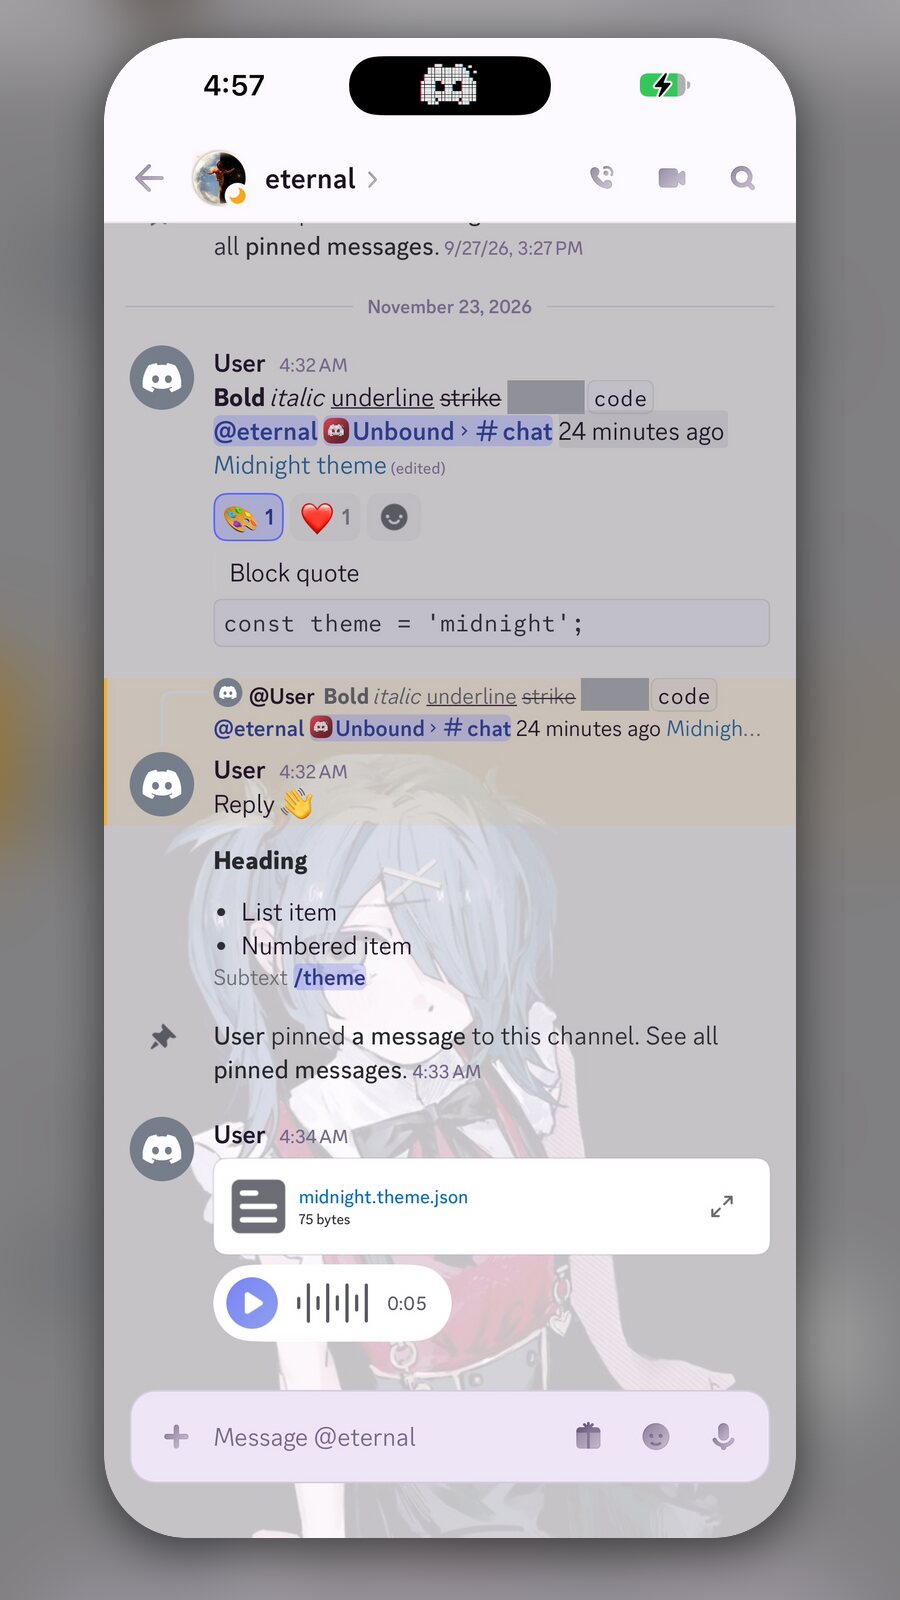 4:57
eternal
all pinned messages. 9/27/26, 3:27 PM
November 23, 2026
User 4:32 AM
Bold italic underline strike code
@eternal Unbound › # chat 24 minutes ago
Midnight theme (edited)
1 1
Block quote
const theme = 'midnight';
@User Bold italic underline strike code
@eternal Unbound › # chat 24 minutes ago Midnigh...
User 4:32 AM
Reply
Heading
• List item
• Numbered item
Subtext /theme
User pinned a message to this channel. See all
pinned messages. 4:33 AM
User 4:34 AM
midnight.theme.json
75 bytes
0:05
Message @eternal